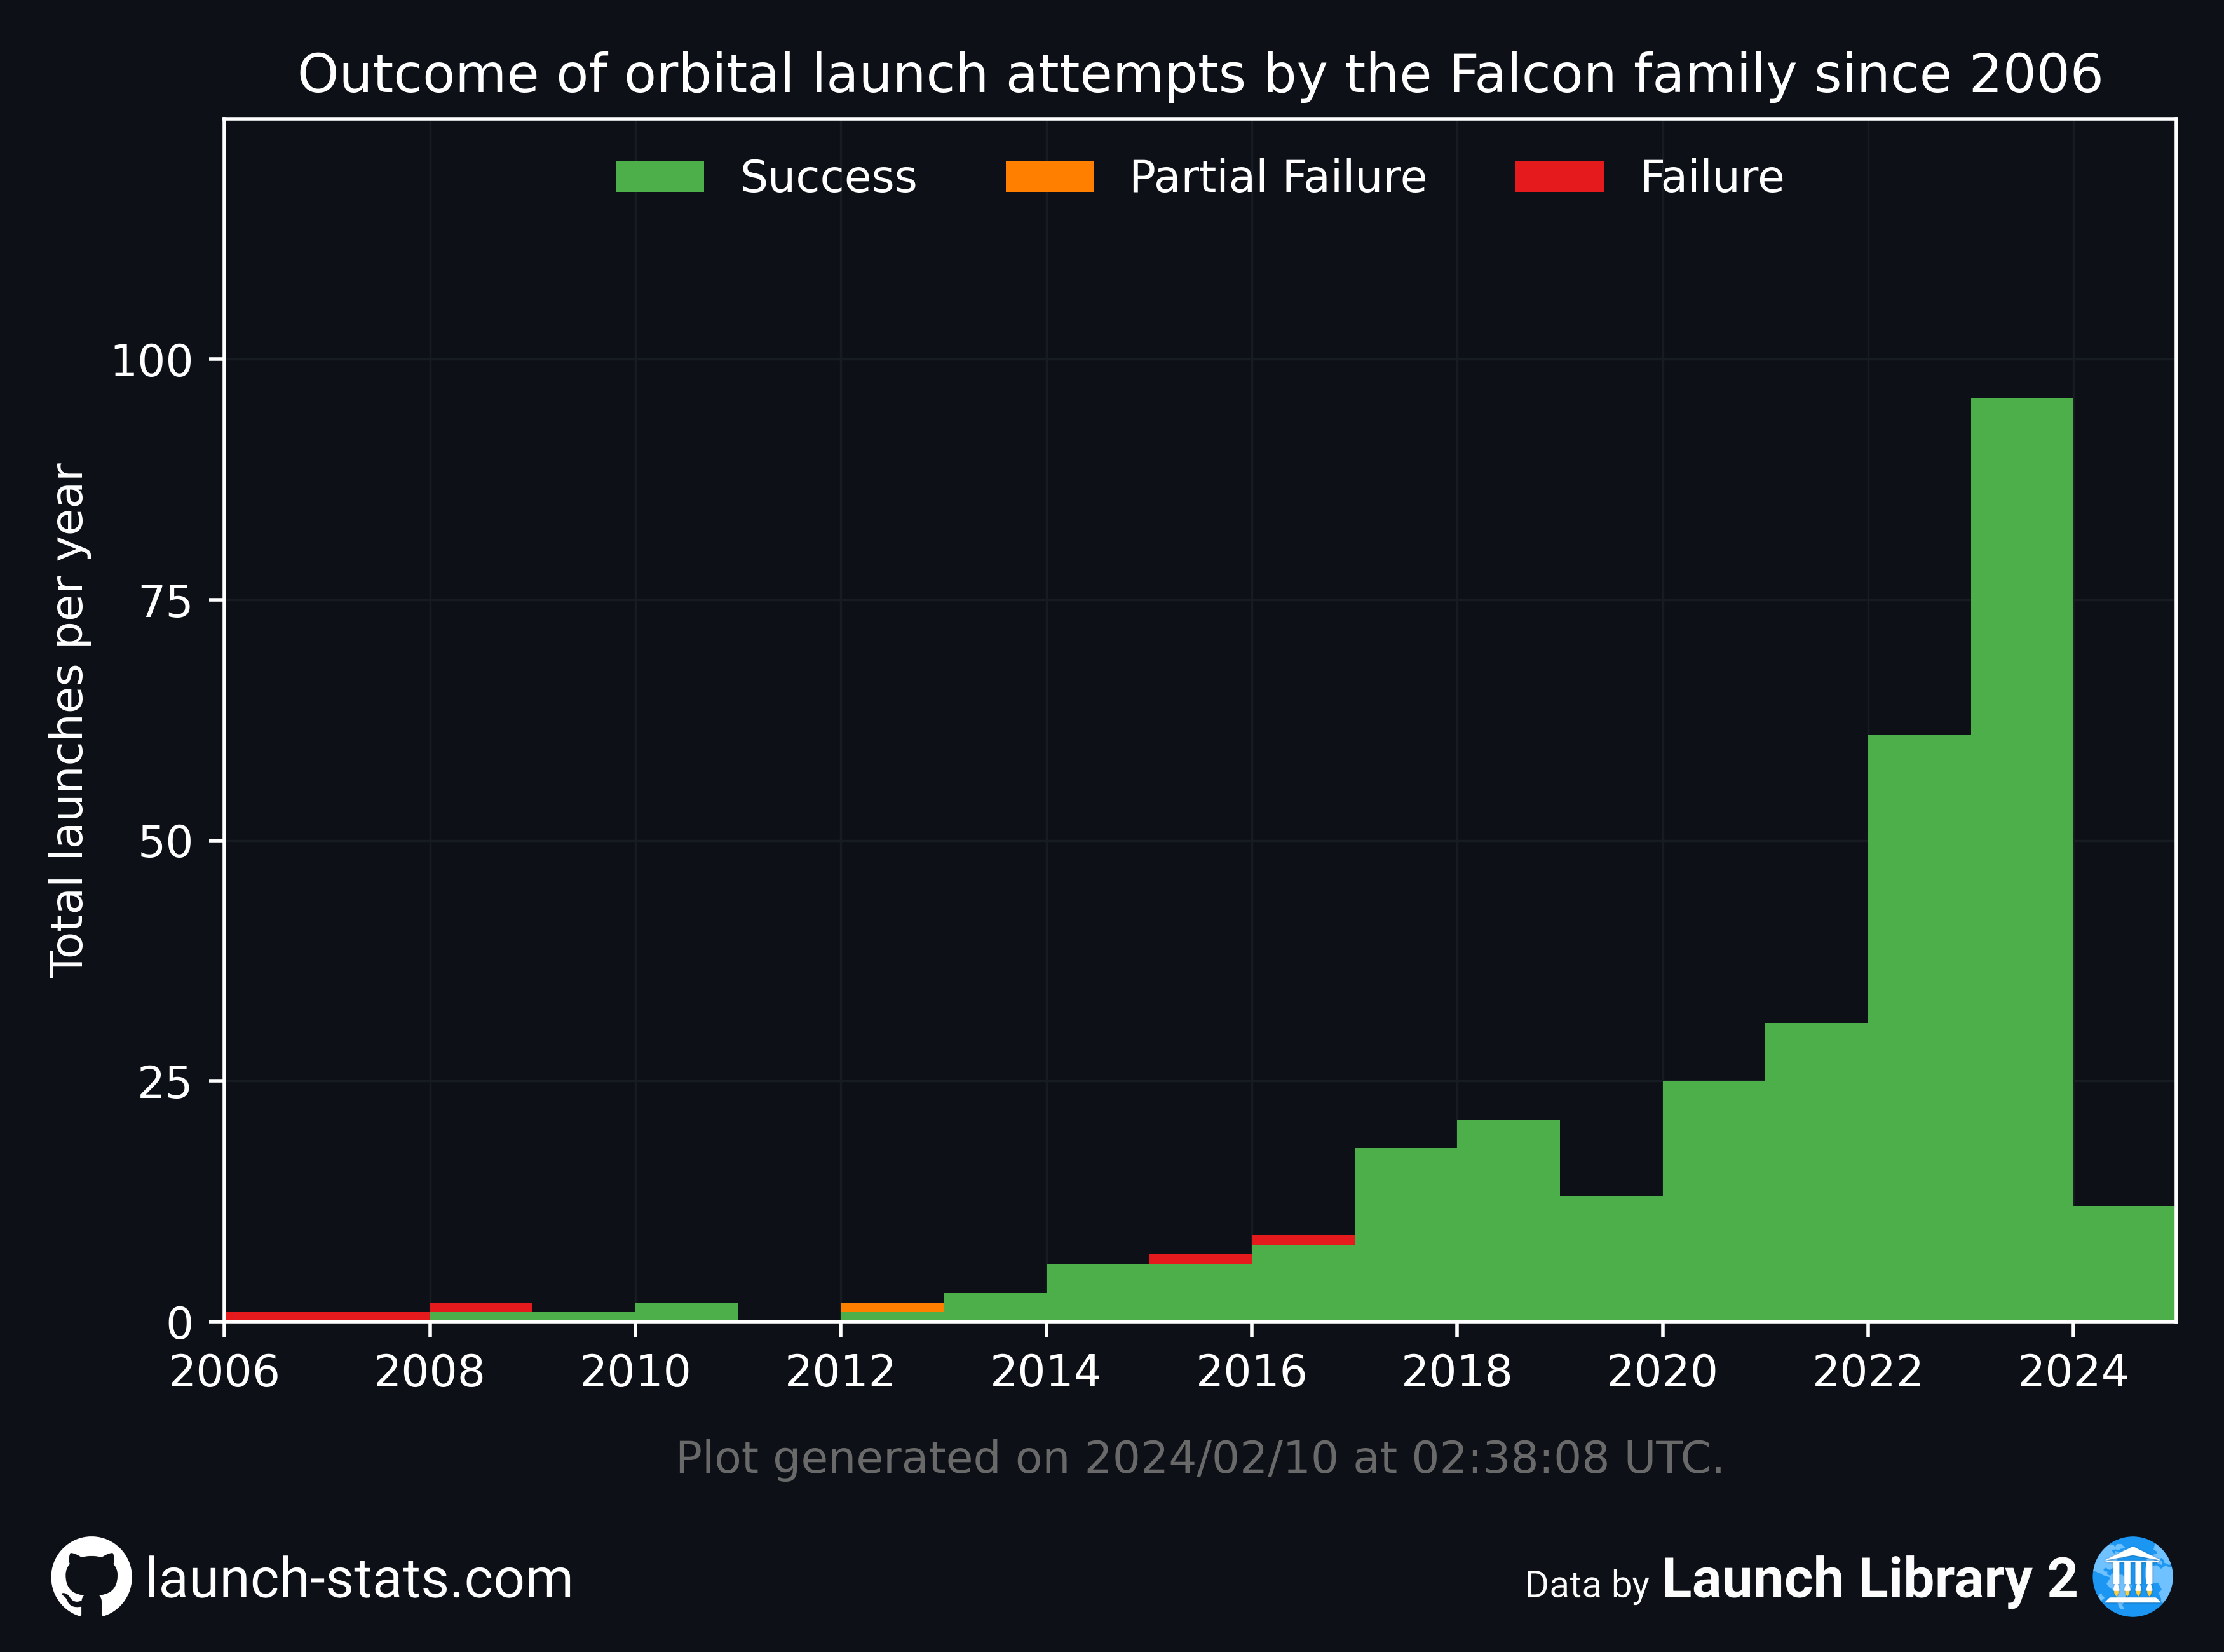 Outcome of orbital launch attempts by the Falcon family since 2006
Success
Partial Failure
Failure
Total launches per year
100
75
50
25
0
2006
2008
2010
2012
2014
2016
2018
2020
2022
2024
Plot generated on 2024/02/10 at 02:38:08 UTC.
launch-stats.com
Data by Launch Library 2